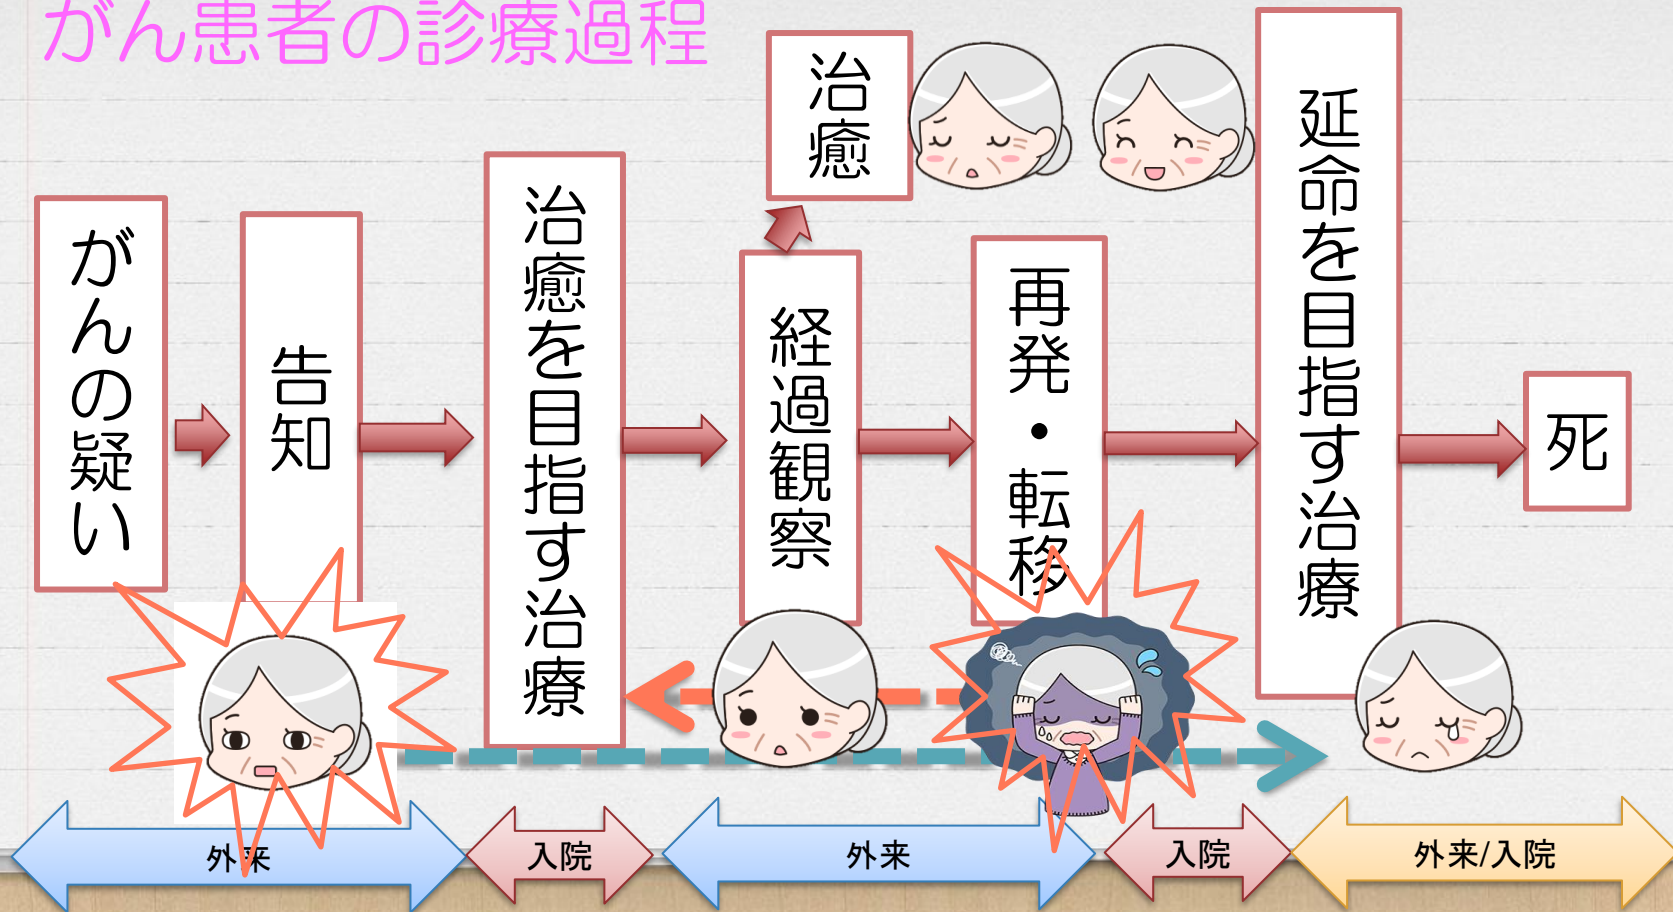 がん患者の診療過程
がんの疑い
告知
治癒を目指す治療
経過観察
治癒
再発・転移
延命を目指す治療
死
外来
入院
外来
入院
外来/入院